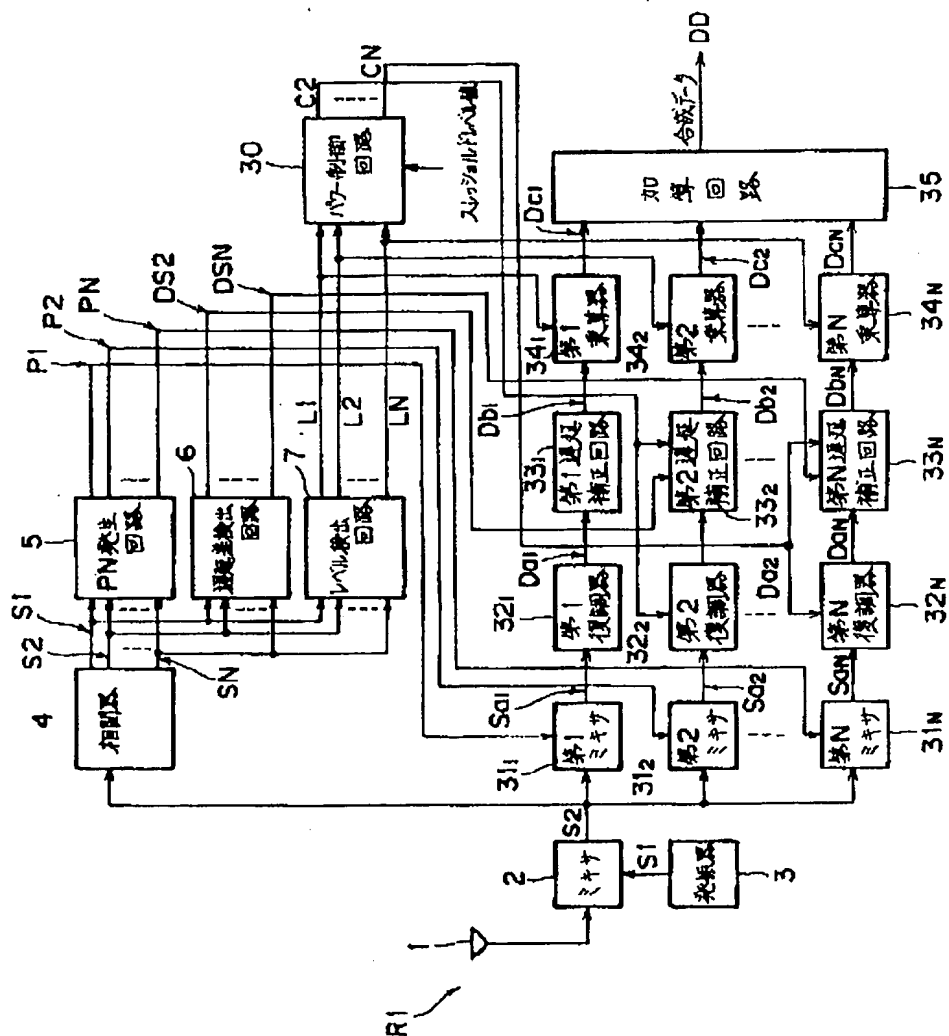 R1
1
2
ミキサ
S1
3
発振器
S2
4
相関器
S1
S2
SN
5
PN発生
回路
6
遅延差検出
回路
7
レベル検出
回路
P1
P2
PN
DS2
DSN
L1
L2
LN
30
パワー制御
回路
C2
CN
スレッショルドレベル値
31₁
第1
ミキサ
Sa1
32₁
第1
復調器
Da1
33₁
第1遅延
補正回路
Db1
34₁
第1
乗算器
Dc1
31₂
第2
ミキサ
Sa2
32₂
第2
復調器
Da2
第2遅延
補正回路
33₂
Db2
34₂
第2
乗算器
Dc2
第N
ミキサ
31N
SaN
第N
復調器
32N
DaN
第N遅延
補正回路
33N
DbN
第N
乗算器
34N
DcN
加算
回路
35
合成データ
DD